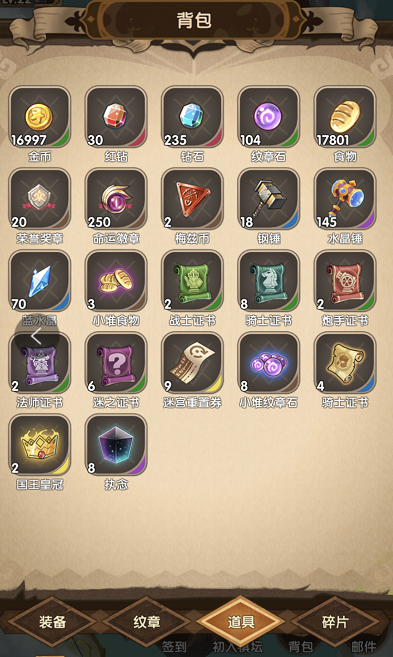 背包
16997 30 235 104 17801
金币 红钻 钻石 纹章石 食物
20 250 2 18 145
荣誉奖章 命运徽章 梅兹币 钢锤 水晶锤
70 3 2 8 2
蓝水晶 小堆食物 战士证书 骑士证书 炮手证书
2 6 9 8 4
法师证书 迷之证书 迷宫重置券 小堆纹章石 骑士证书
2 8
国王皇冠 执念
装备 纹章 道具 碎片
签到 初入棋坛 背包 邮件